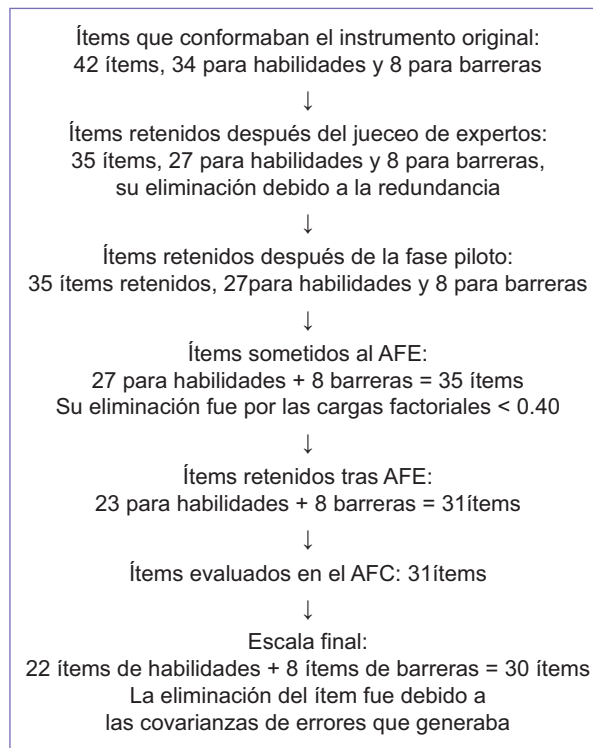 Ítems que conformaban el instrumento original:
42 ítems, 34 para habilidades y 8 para barreras
↓
Ítems retenidos después del jueceo de expertos:
35 ítems, 27 para habilidades y 8 para barreras,
su eliminación debido a la redundancia
↓
Ítems retenidos después de la fase piloto:
35 ítems retenidos, 27para habilidades y 8 para barreras
↓
Ítems sometidos al AFE:
27 para habilidades + 8 barreras = 35 ítems
Su eliminación fue por las cargas factoriales < 0.40
↓
Ítems retenidos tras AFE:
23 para habilidades + 8 barreras = 31ítems
↓
Ítems evaluados en el AFC: 31ítems
↓
Escala final:
22 ítems de habilidades + 8 ítems de barreras = 30 ítems
La eliminación del ítem fue debido a
las covarianzas de errores que generaba